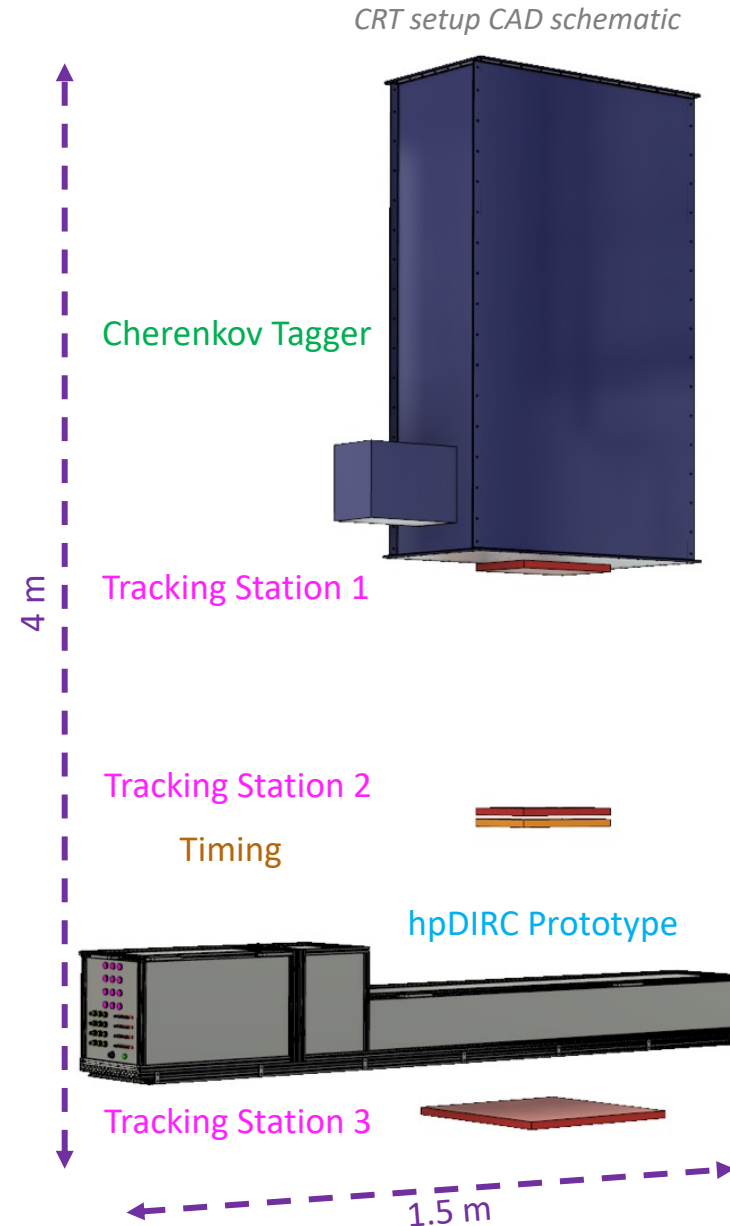 CRT setup CAD schematic
Cherenkov Tagger
Tracking Station 1
4 m
Tracking Station 2
Timing
hpDIRC Prototype
Tracking Station 3
1.5 m